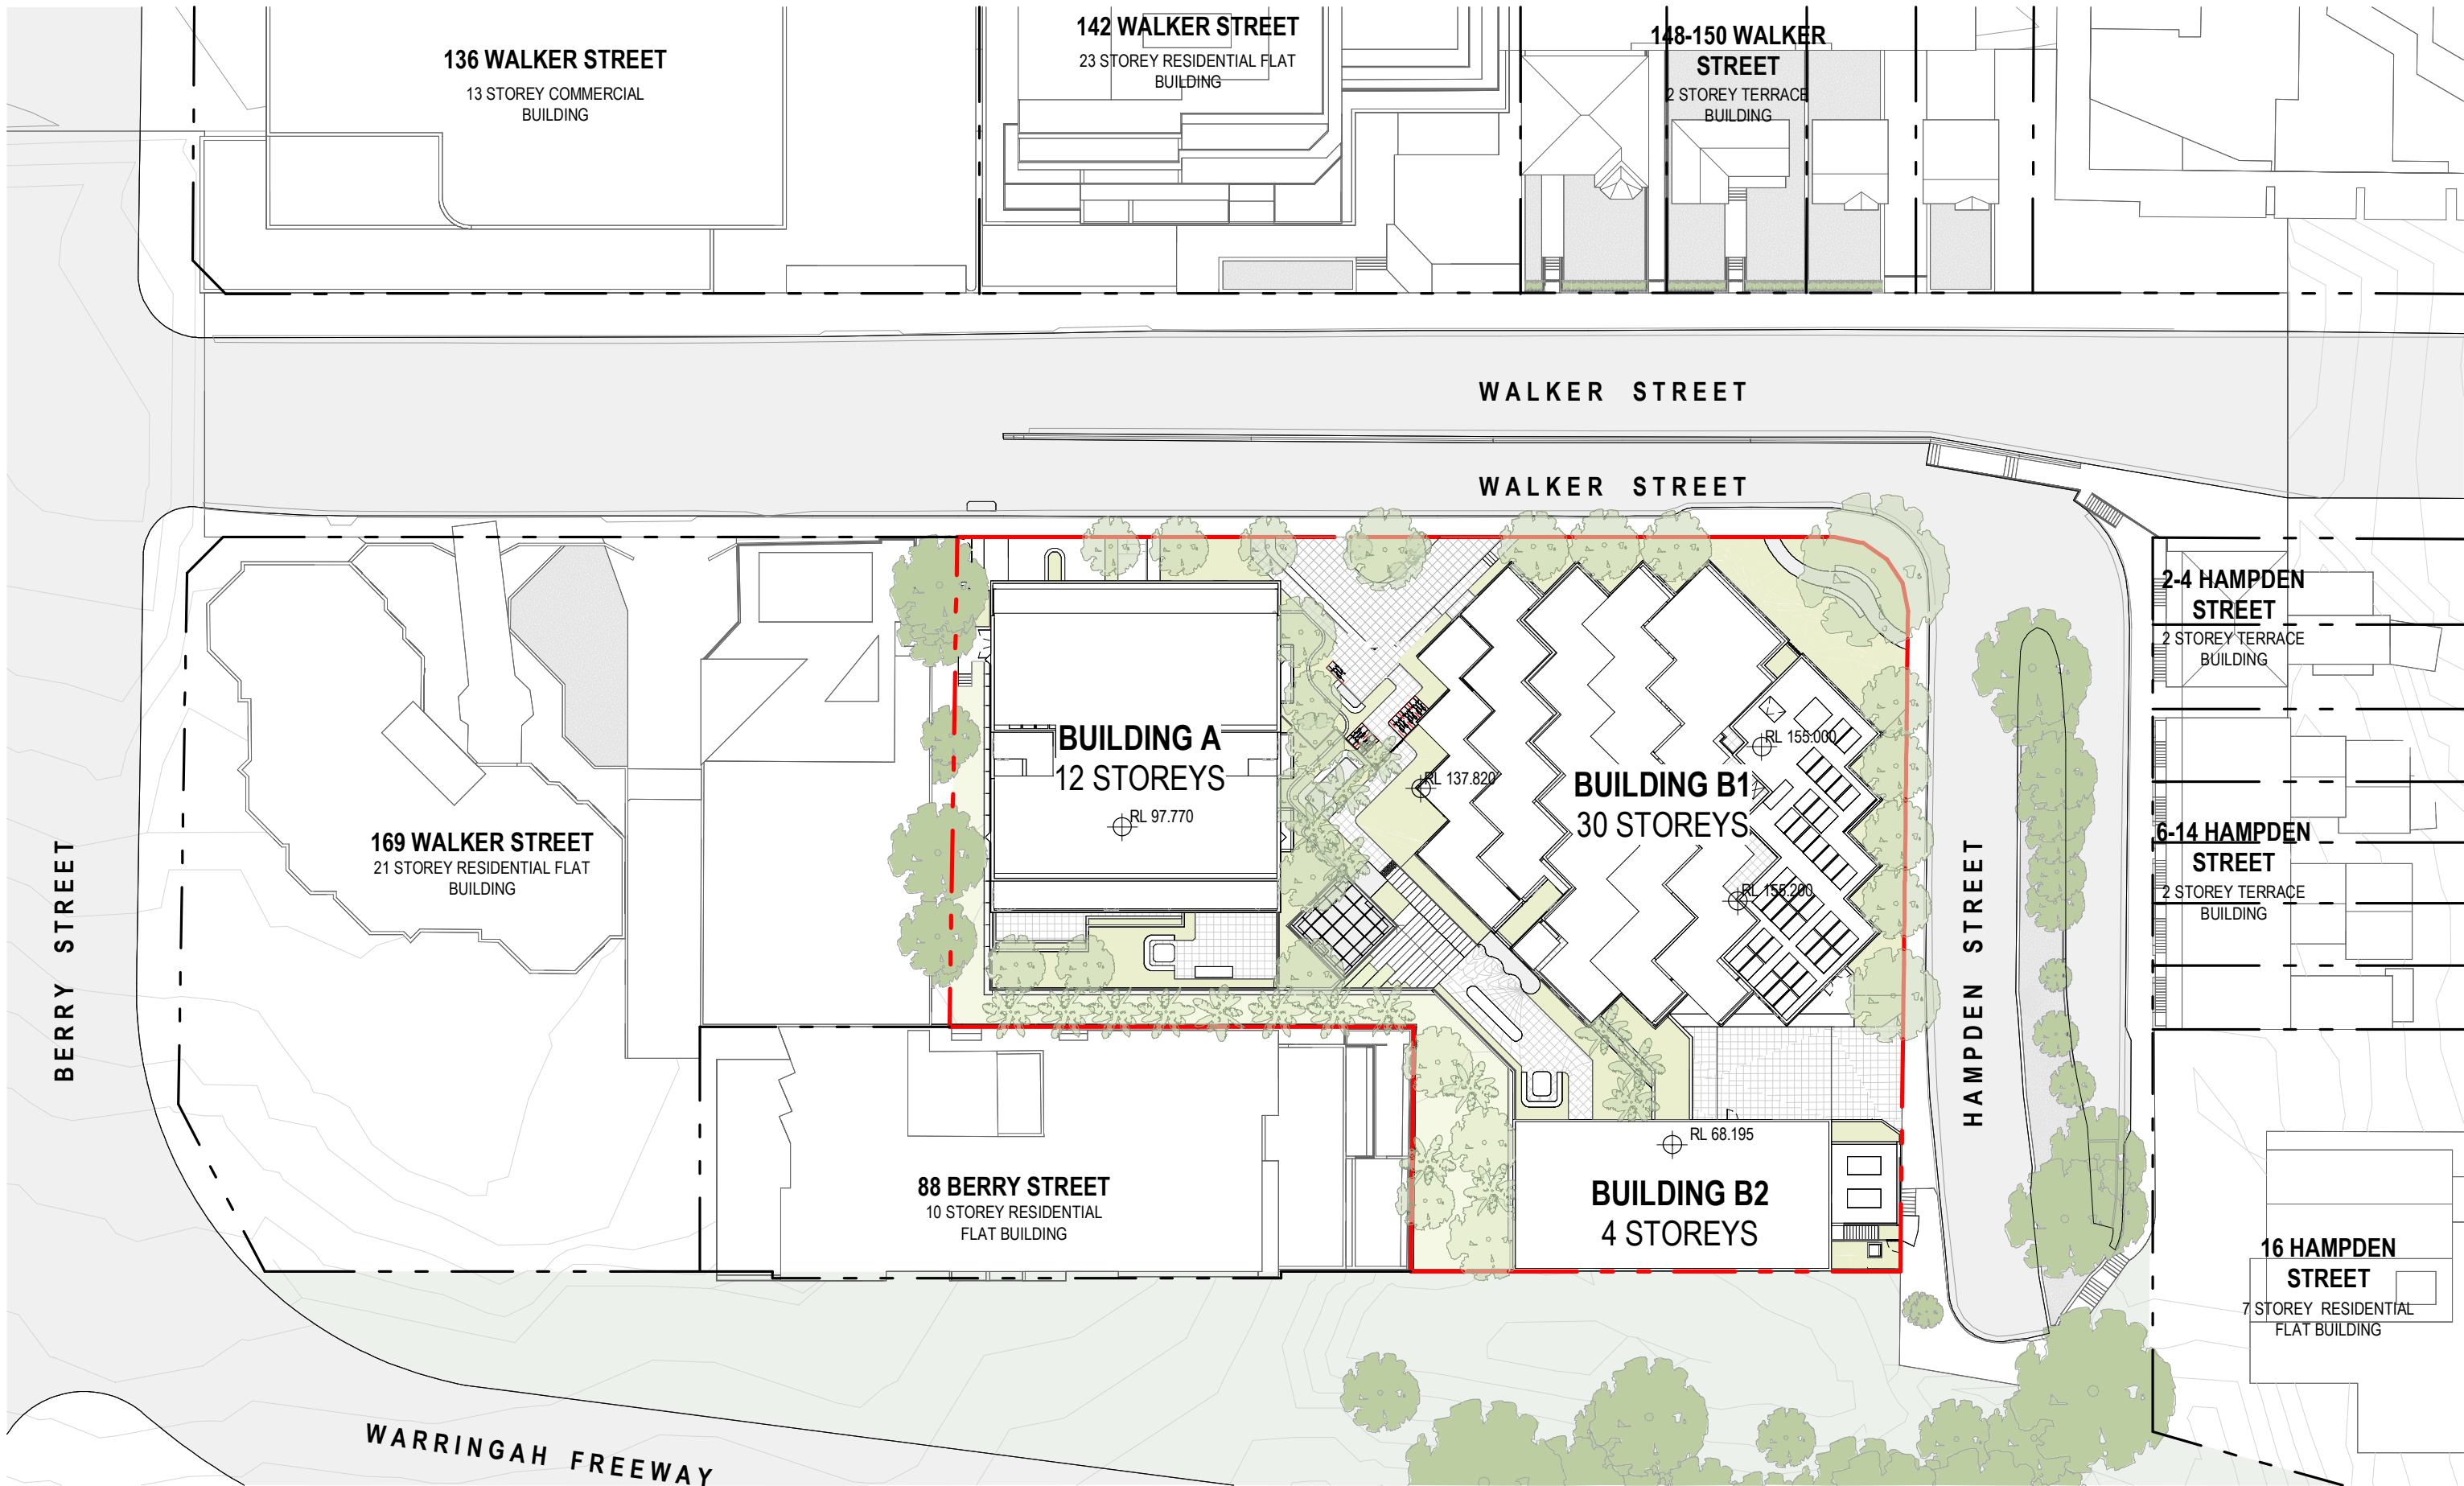 136 WALKER STREET
13 STOREY COMMERCIAL
BUILDING
142 WALKER STREET
23 STOREY RESIDENTIAL FLAT
BUILDING
148-150 WALKER
STREET
2 STOREY TERRACE
BUILDING
WALKER STREET
WALKER STREET
2-4 HAMPDEN
STREET
2 STOREY TERRACE
BUILDING
BUILDING A
12 STOREYS
RL 97.770
RL 155.000
RL 137.820
BUILDING B1
30 STOREYS
RL 155.200
169 WALKER STREET
21 STOREY RESIDENTIAL FLAT
BUILDING
6-14 HAMPDEN
STREET
2 STOREY TERRACE
BUILDING
BERRY STREET
HAMPDEN STREET
RL 68.195
88 BERRY STREET
10 STOREY RESIDENTIAL
FLAT BUILDING
BUILDING B2
4 STOREYS
16 HAMPDEN
STREET
7 STOREY RESIDENTIAL
FLAT BUILDING
WARRINGAH FREEWAY